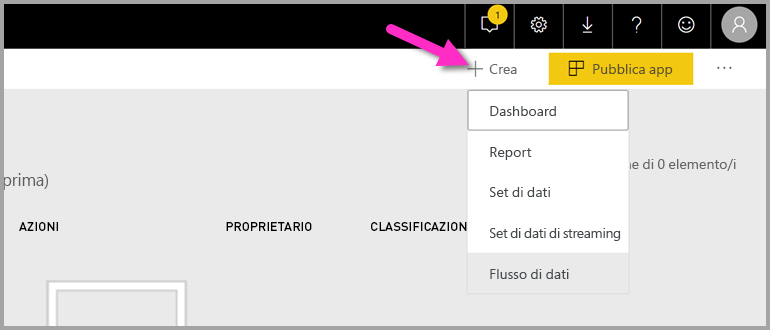 1
?
Crea
Pubblica app
...
Dashboard
Report
ne di 0 elemento/i
prima)
Set di dati
AZIONI
PROPRIETARIO
CLASSIFICAZION
Set di dati di streaming
Flusso di dati